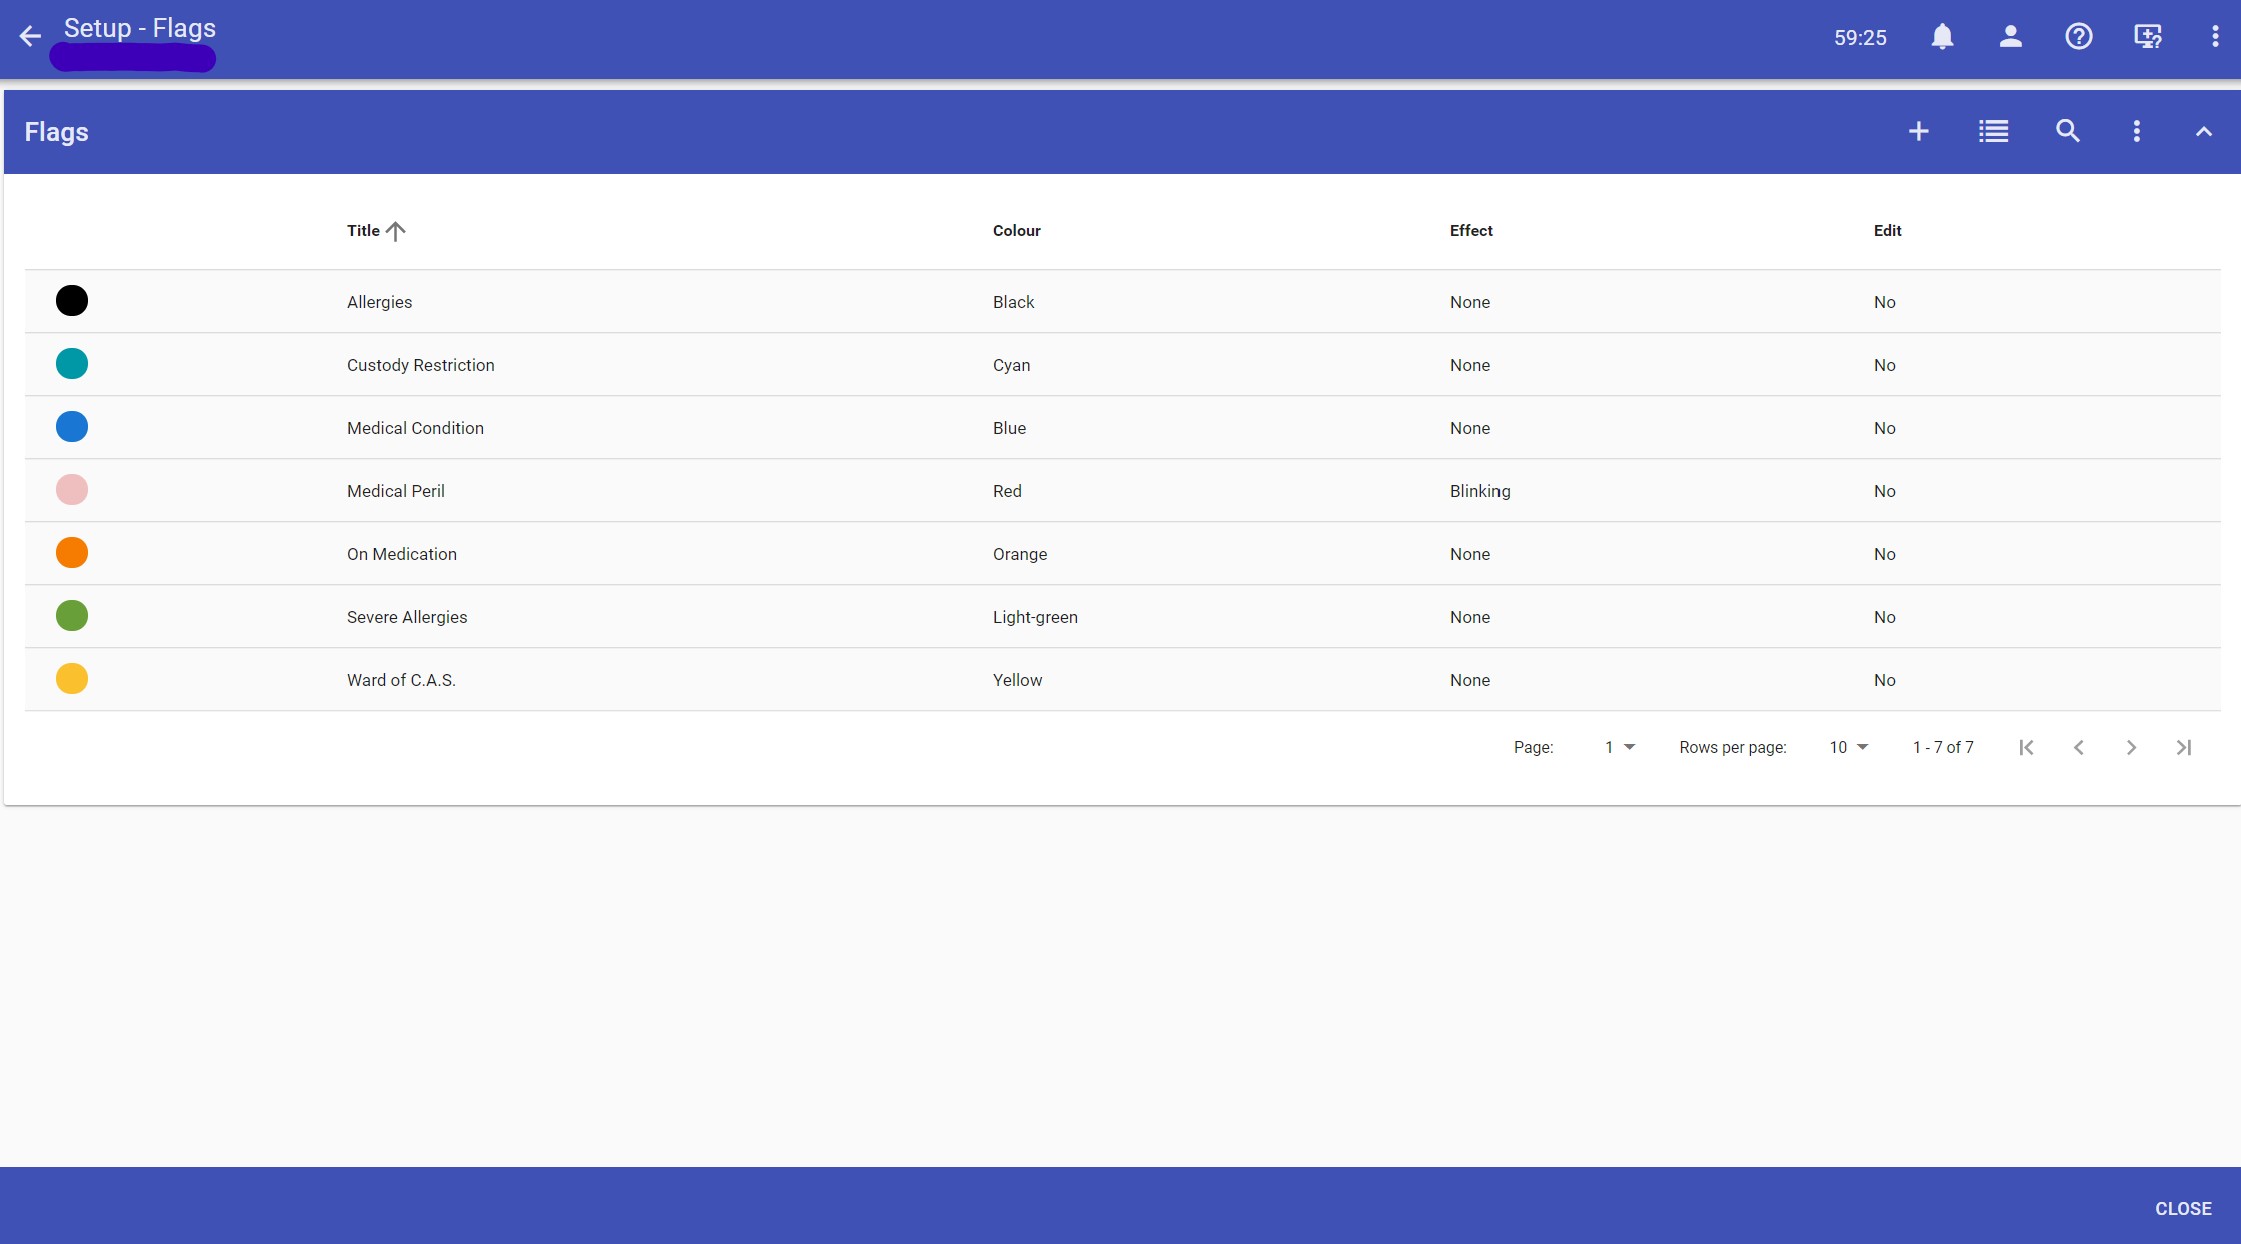 Setup - Flags
59:25
Flags
Title Colour Effect Edit
Allergies Black None No
Custody Restriction Cyan None No
Medical Condition Blue None No
Medical Peril Red Blinking No
On Medication Orange None No
Severe Allergies Light-green None No
Ward of C.A.S. Yellow None No
Page: 1 Rows per page: 10 1 - 7 of 7
CLOSE